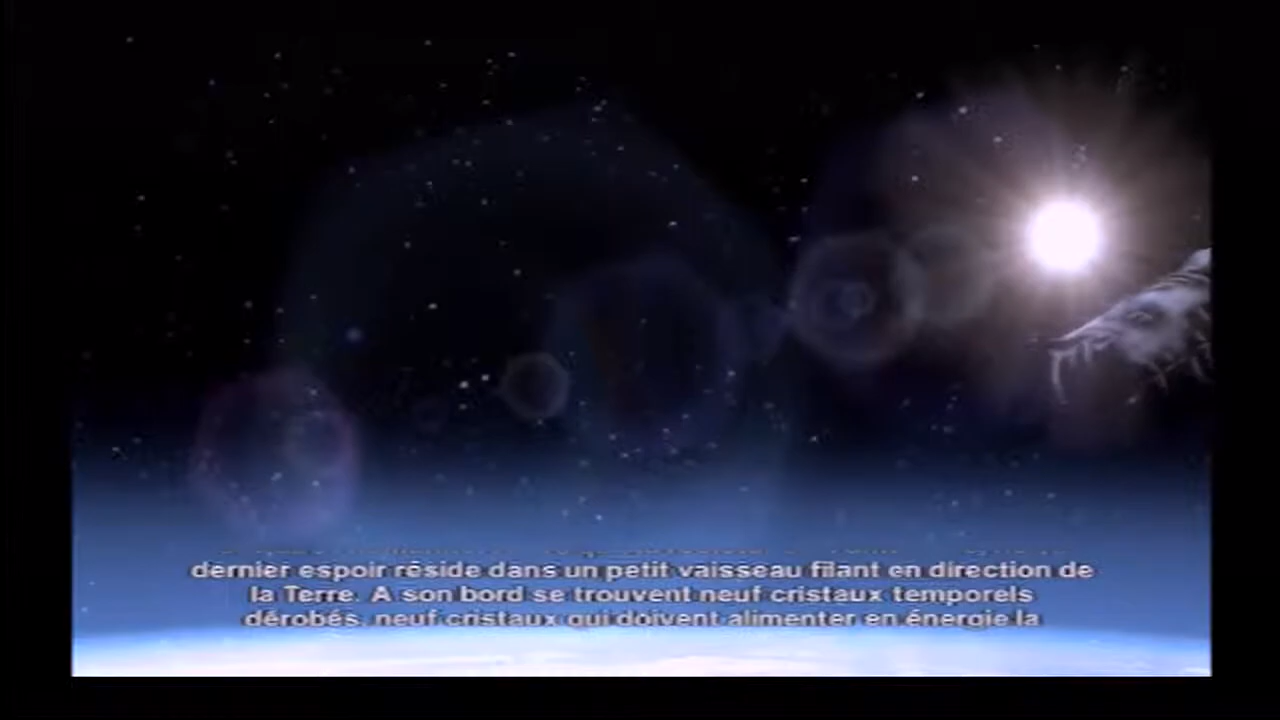 dernier espoir réside dans un petit vaisseau filant en direction de
la Terre. A son bord se trouvent neuf cristaux temporels
dérobés, neuf cristaux qui doivent alimenter en énergie la